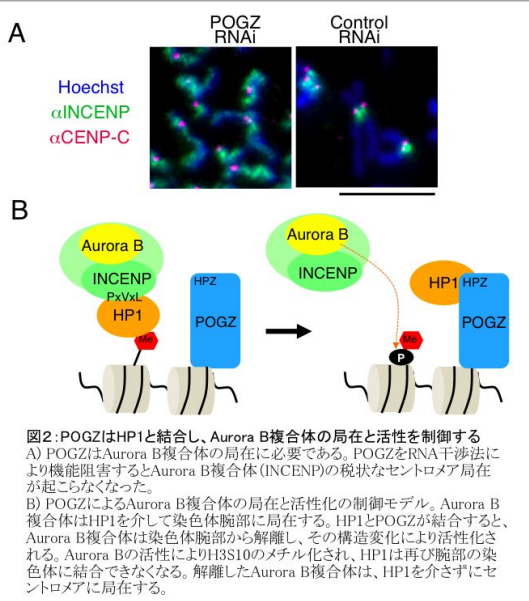 A
POGZ
RNAi
Control
RNAi
Hoechst
αINCENP
αCENP-C
B
Aurora B
INCENP
PxVxL
HP1
Me
HPZ
POGZ
Aurora B
INCENP
HP1
HPZ
POGZ
Me
P
図2:POGZはHP1と結合し、Aurora B複合体の局在と活性を制御する
A) POGZはAurora B複合体の局在に必要である。POGZをRNA干渉法に
より機能阻害するとAurora B複合体(INCENP)の税状なセントロメア局在
が起こらなくなった。
B) POGZによるAurora B複合体の局在と活性化の制御モデル。Aurora B
複合体はHP1を介して染色体腕部に局在する。HP1とPOGZが結合すると、
Aurora B複合体は染色体腕部から解離し、その構造変化により活性化さ
れる。Aurora Bの活性によりH3S10のメチル化され、HP1は再び腕部の染
色体に結合できなくなる。解離したAurora B複合体は、HP1を介さずにセ
ントロメアに局在する。